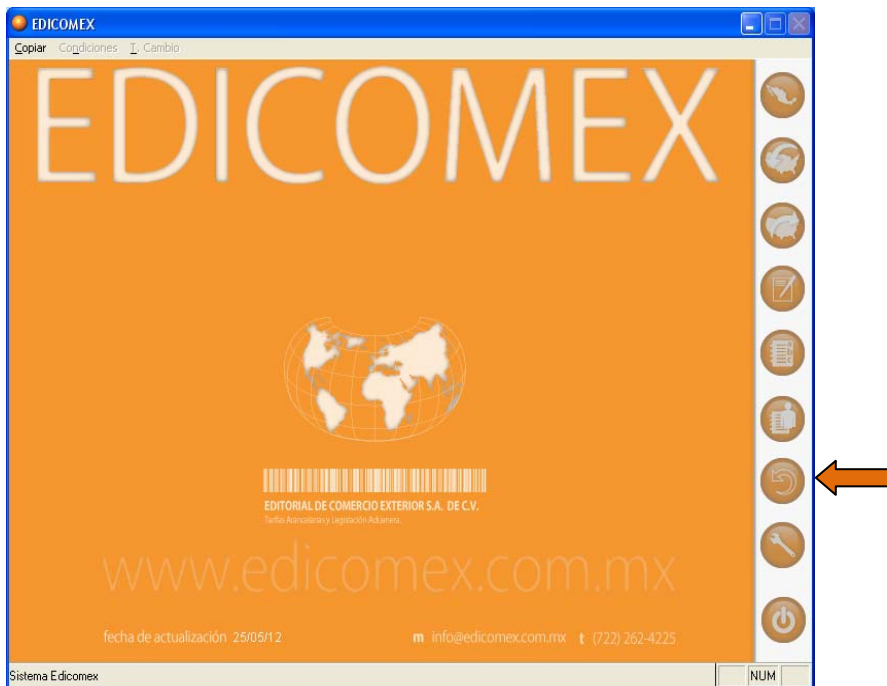 EDICOMEX
Copiar Condiciones T. Cambio
EDICOMEX
EDITORIAL DE COMERCIO EXTERIOR S.A. DE C.V.
Tarifas Arancelarias y Legislación Aduanera.
www.edicomex.com.mx
fecha de actualización 25/05/12 m info@edicomex.com.mx t (722) 262-4225
Sistema Edicomex NUM